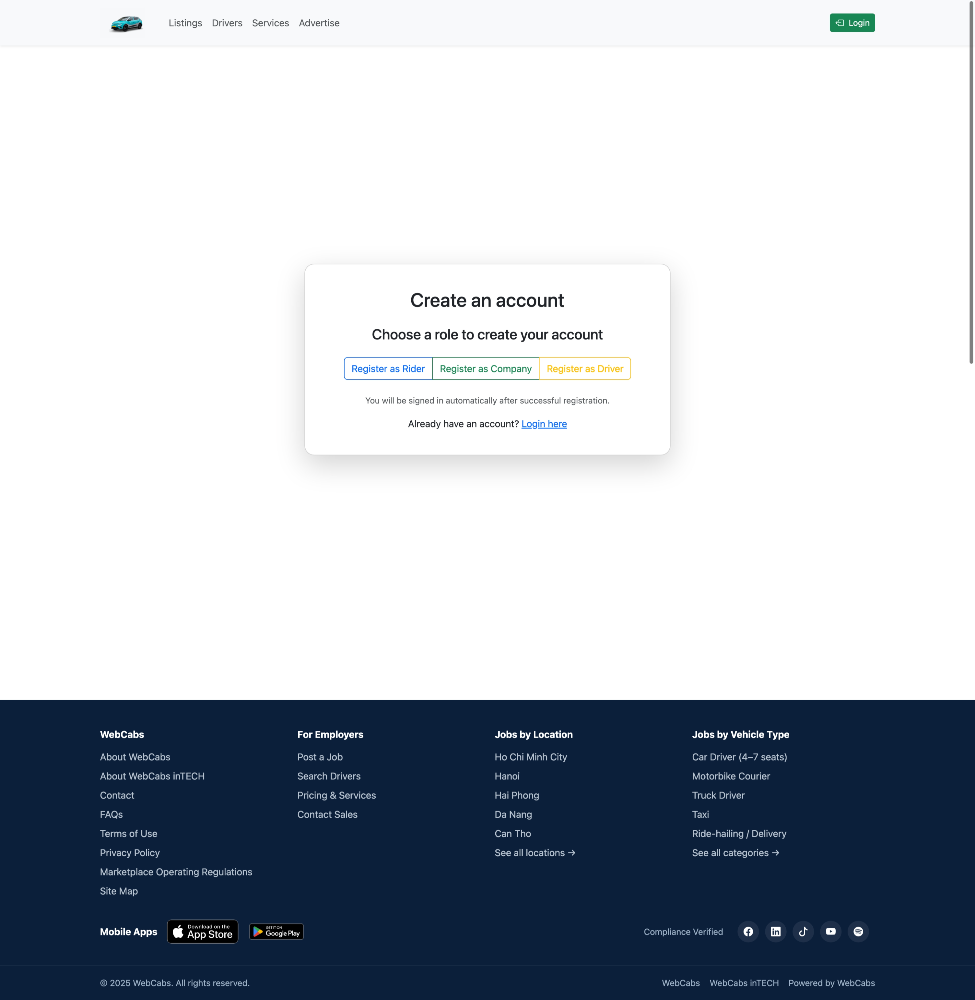 Listings Drivers Services Advertise Login
Create an account
Choose a role to create your account
Register as Rider Register as Company Register as Driver
You will be signed in automatically after successful registration.
Already have an account? Login here
WebCabs
About WebCabs
About WebCabs inTECH
Contact
FAQs
Terms of Use
Privacy Policy
Marketplace Operating Regulations
Site Map
For Employers
Post a Job
Search Drivers
Pricing & Services
Contact Sales
Jobs by Location
Ho Chi Minh City
Hanoi
Hai Phong
Da Nang
Can Tho
See all locations →
Jobs by Vehicle Type
Car Driver (4–7 seats)
Motorbike Courier
Truck Driver
Taxi
Ride-hailing / Delivery
See all categories →
Mobile Apps
Download on the
App Store
GET IT ON
Google Play
Compliance Verified
© 2025 WebCabs. All rights reserved.
WebCabs WebCabs inTECH Powered by WebCabs